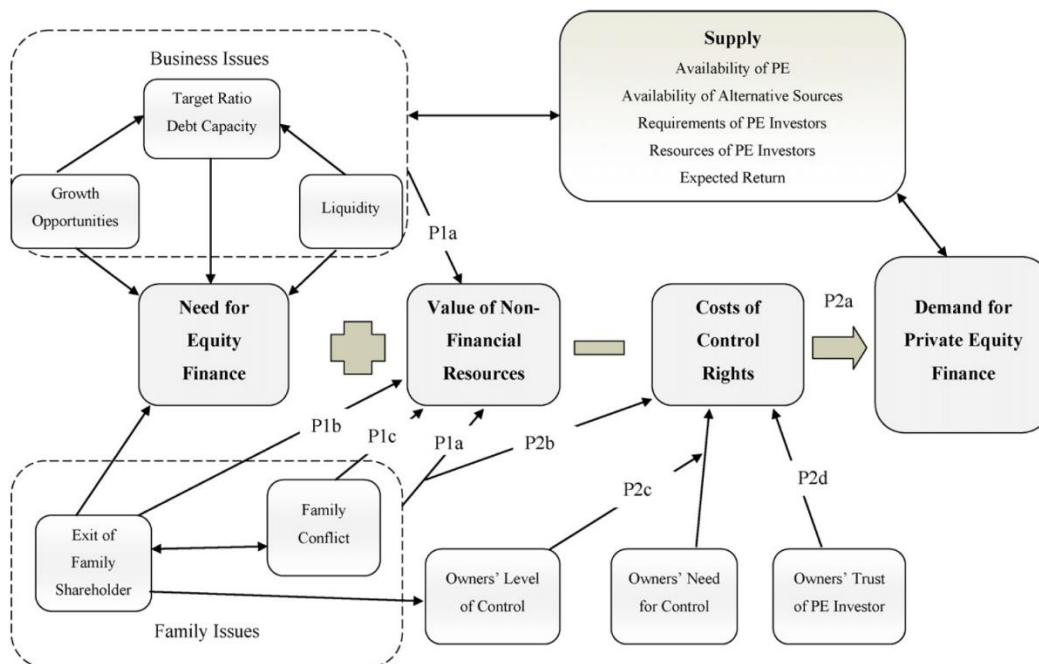 Business Issues
Target Ratio
Debt Capacity
Growth
Opportunities
Liquidity
Supply
Availability of PE
Availability of Alternative Sources
Requirements of PE Investors
Resources of PE Investors
Expected Return
P1a
Need for
Equity
Finance
Value of Non-
Financial
Resources
Costs of
Control
Rights
P2a
Demand for
Private Equity
Finance
P1b
P1c
P1a
P2b
P2c
P2d
Exit of
Family
Shareholder
Family
Conflict
Family Issues
Owners' Level
of Control
Owners' Need
for Control
Owners' Trust
of PE Investor